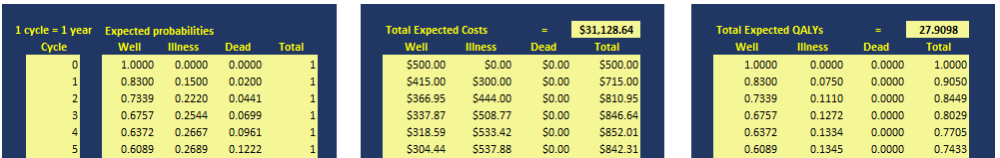 1 cycle = 1 year Expected probabilities
Cycle Well Illness Dead Total
0 1.0000 0.0000 0.0000 1
1 0.8300 0.1500 0.0200 1
2 0.7339 0.2220 0.0441 1
3 0.6757 0.2544 0.0699 1
4 0.6372 0.2667 0.0961 1
5 0.6089 0.2689 0.1222 1
Total Expected Costs = $31,128.64
Well Illness Dead Total
$500.00 $0.00 $0.00 $500.00
$415.00 $300.00 $0.00 $715.00
$366.95 $444.00 $0.00 $810.95
$337.87 $508.77 $0.00 $846.64
$318.59 $533.42 $0.00 $852.01
$304.44 $537.88 $0.00 $842.31
Total Expected QALYs = 27.9098
Well Illness Dead Total
1.0000 0.0000 0.0000 1.0000
0.8300 0.0750 0.0000 0.9050
0.7339 0.1110 0.0000 0.8449
0.6757 0.1272 0.0000 0.8029
0.6372 0.1334 0.0000 0.7705
0.6089 0.1345 0.0000 0.7433